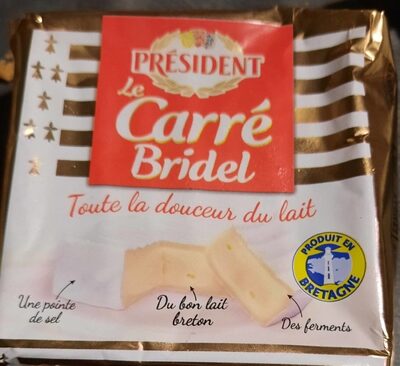 PRÉSIDENT
Le
Carré
Bridel
Toute la douceur du lait
PRODUIT EN
BRETAGNE
Une pointe
de sel
Du bon lait
breton
Des ferments